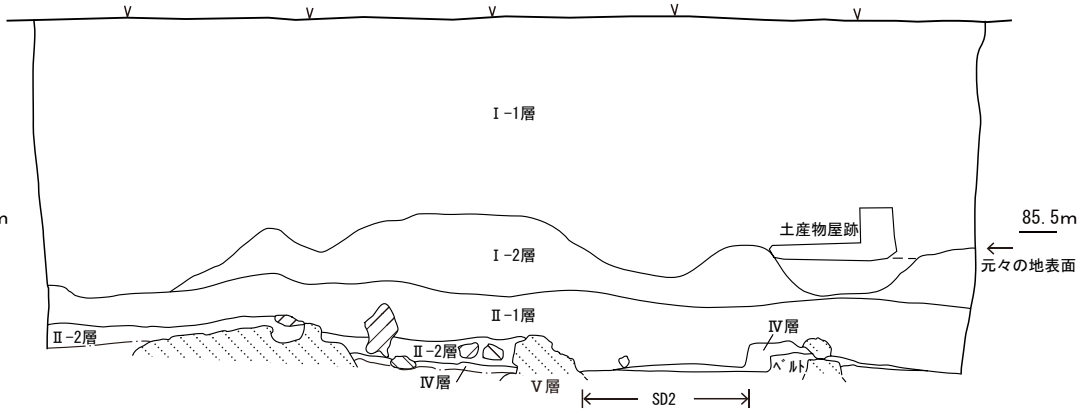 Ⅰ-1層
m
85.5m
土産物屋跡
Ⅰ-2層
元々の地表面
Ⅱ-1層
Ⅳ層
Ⅱ-2層
Ⅱ-2層
ベルト
Ⅳ層
Ⅴ層
SD2